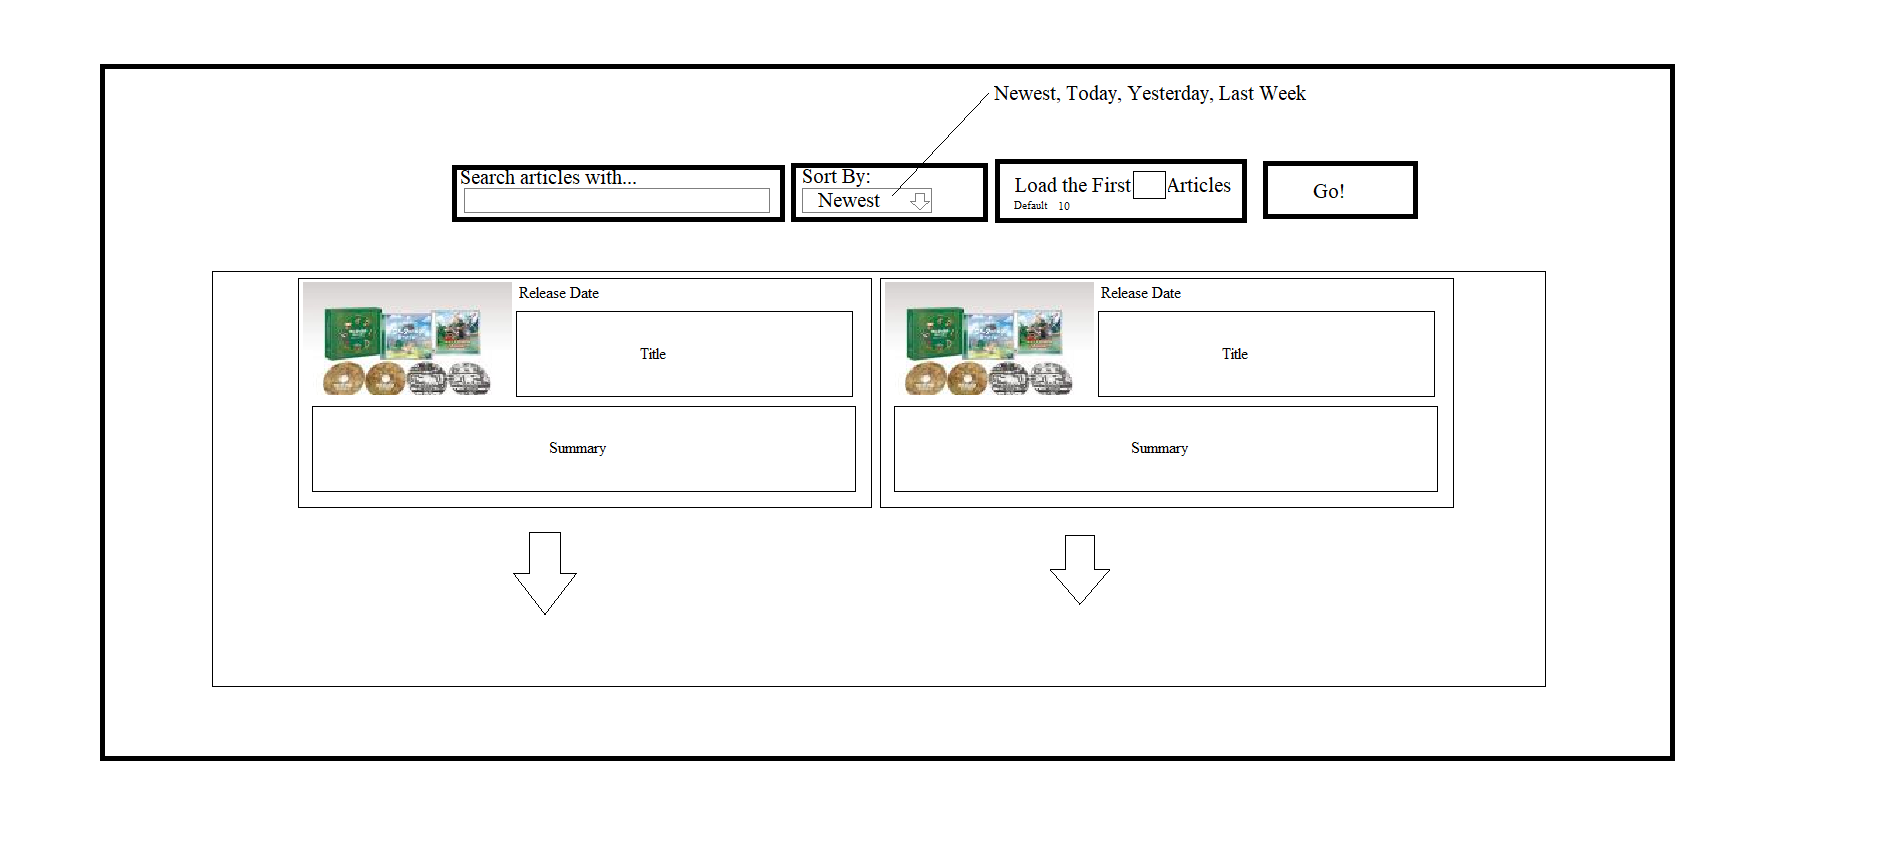 Newest, Today, Yesterday, Last Week
Search articles with...
Sort By:
Newest
Load the First Articles
Default 10
Go!
Release Date
Title
Summary
Release Date
Title
Summary